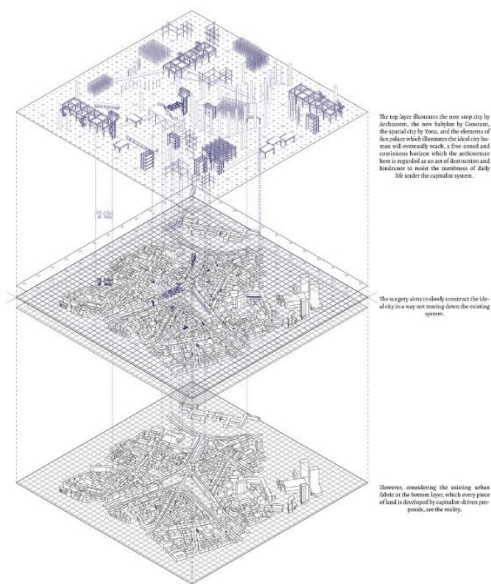 The top layer illustrates the non-stop city by
Archizoom, the new babylon by Constant,
the spatial city by Yona, and the elements of
fun palace which illustrates the ideal city hu-
man will eventually reach, a free-zoned and
continuous horizon which the architecture
here is regarded as an act of destruction and
hindrance to resist the numbness of daily
life under the capitalist system.
The surgery aims to slowly construct the ide-
al city in a way not tearing down the existing
system.
However, considering the existing urban
fabric at the bottom layer, which every piece
of land is developed by capitalist-driven pro-
posals, are the reality.